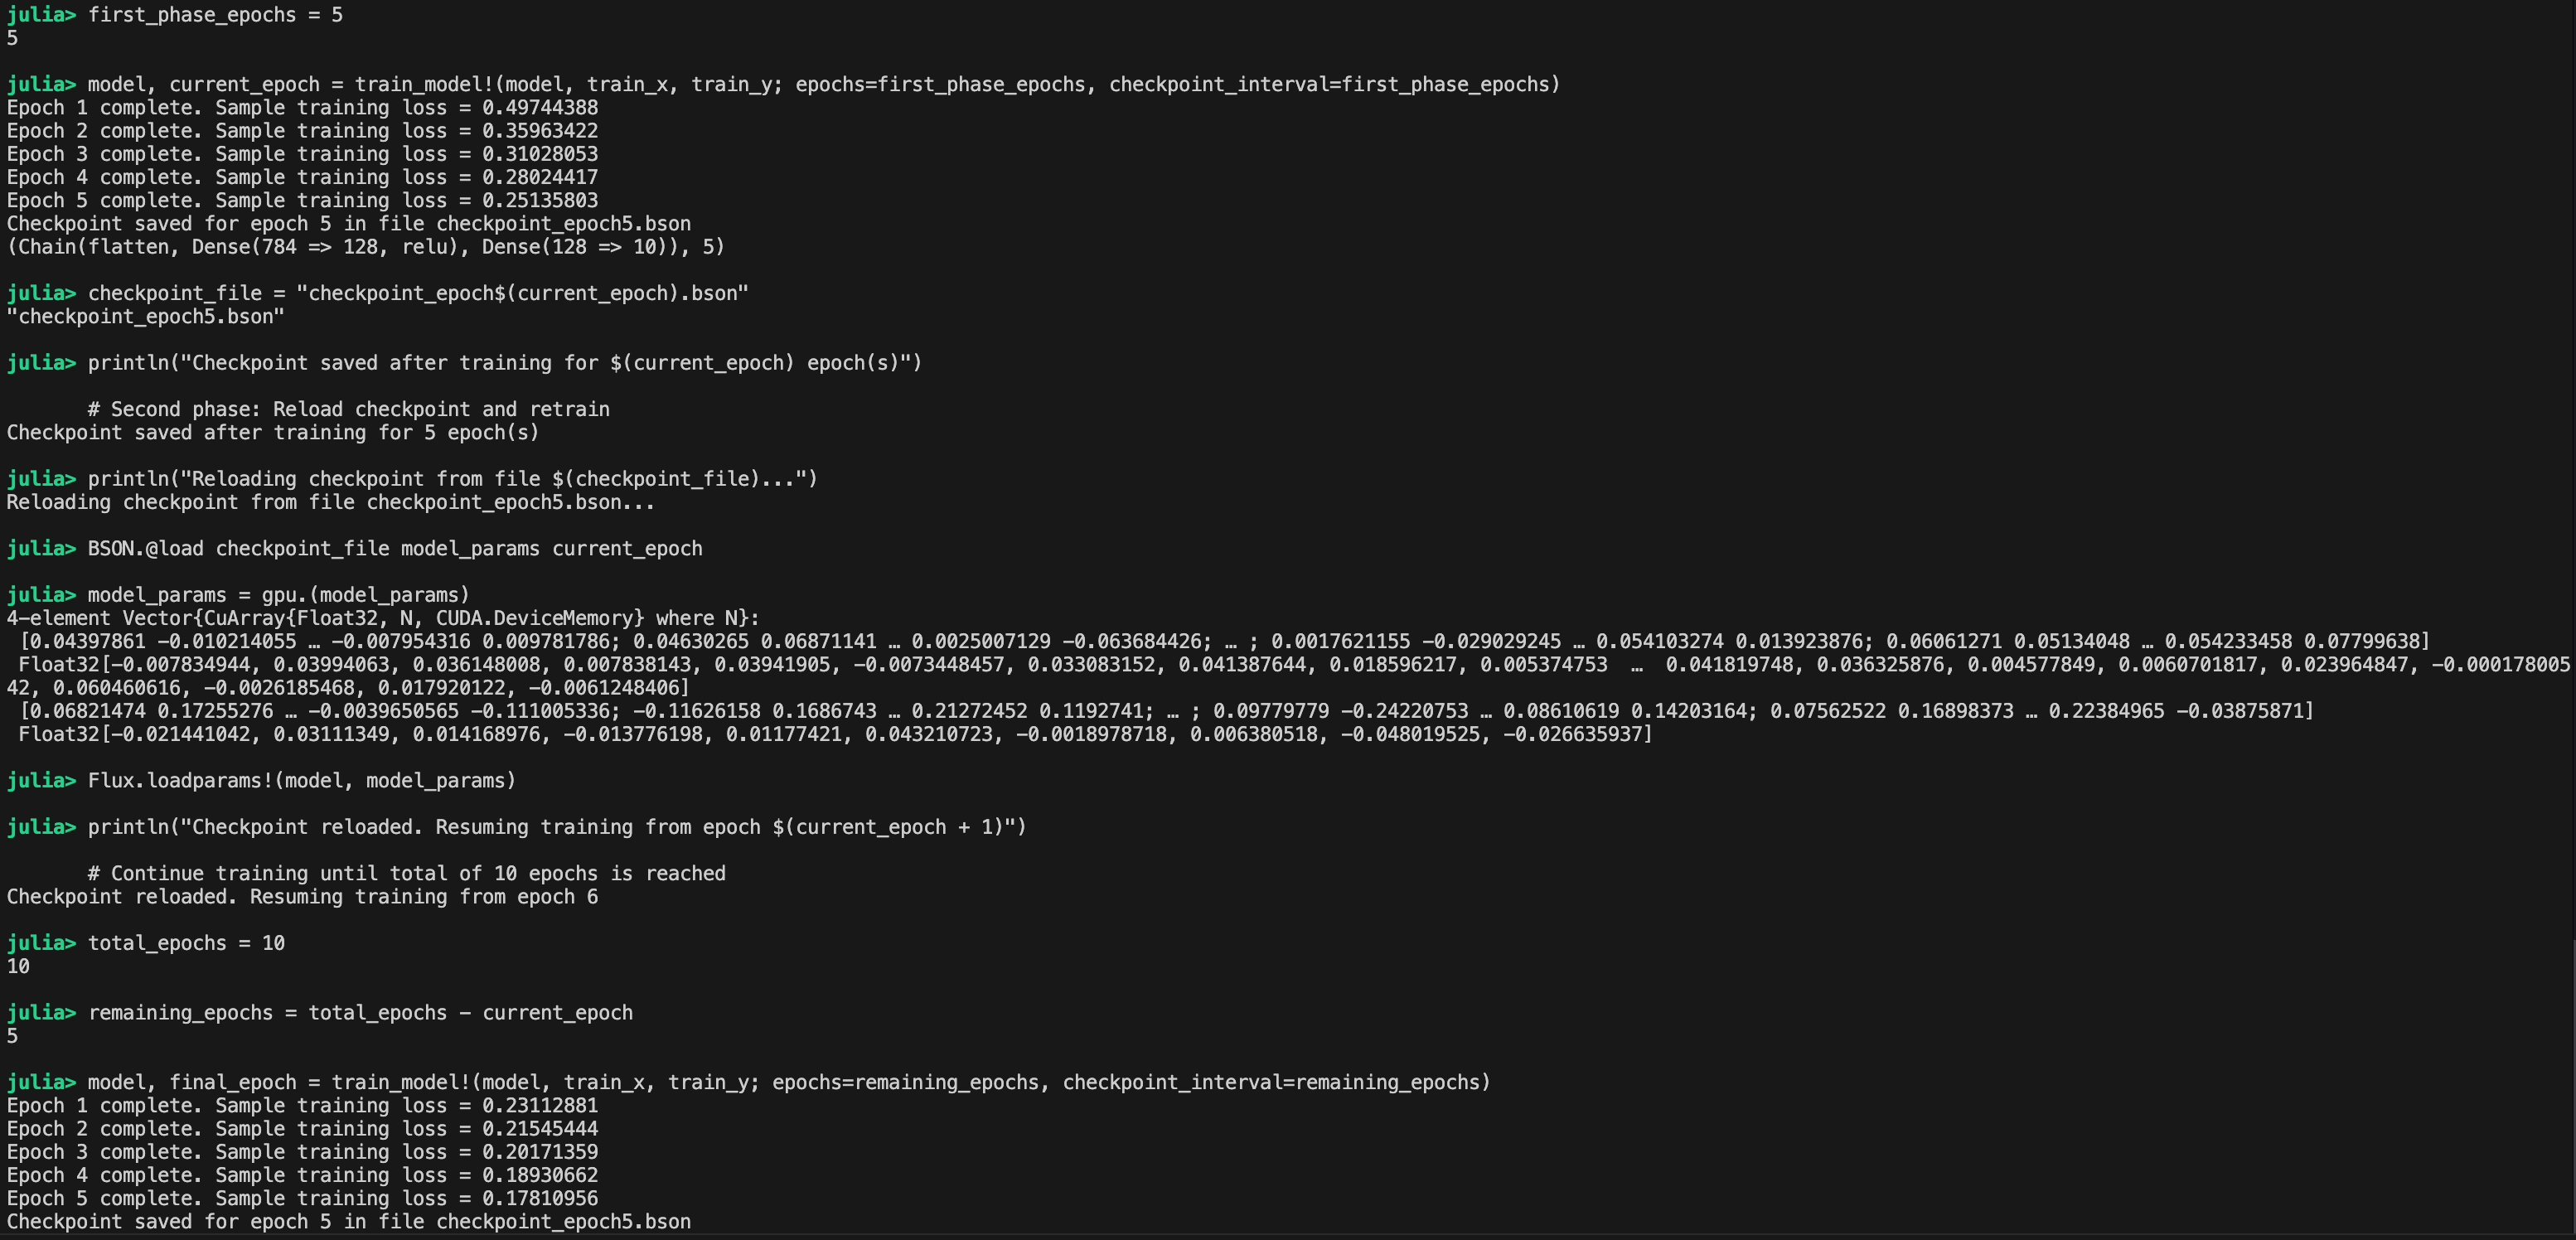 julia> first_phase_epochs = 5
5
julia> model, current_epoch = train_model!(model, train_x, train_y; epochs=first_phase_epochs, checkpoint_interval=first_phase_epochs)
Epoch 1 complete. Sample training loss = 0.49744388
Epoch 2 complete. Sample training loss = 0.35963422
Epoch 3 complete. Sample training loss = 0.31028053
Epoch 4 complete. Sample training loss = 0.28024417
Epoch 5 complete. Sample training loss = 0.25135803
Checkpoint saved for epoch 5 in file checkpoint_epoch5.bson
(Chain(flatten, Dense(784 => 128, relu), Dense(128 => 10)), 5)
julia> checkpoint_file = "checkpoint_epoch$(current_epoch).bson"
"checkpoint_epoch5.bson"
julia> println("Checkpoint saved after training for $(current_epoch) epoch(s)")
# Second phase: Reload checkpoint and retrain
Checkpoint saved after training for 5 epoch(s)
julia> println("Reloading checkpoint from file $(checkpoint_file)...")
Reloading checkpoint from file checkpoint_epoch5.bson...
julia> BSON.@load checkpoint_file model_params current_epoch
julia> model_params = gpu.(model_params)
4-element Vector{CuArray{Float32, N, CUDA.DeviceMemory} where N}:
[0.04397861 -0.010214055 … -0.007954316 0.009781786; 0.04630265 0.06871141 … 0.0025007129 -0.063684426; … ; 0.0017621155 -0.029029245 … 0.054103274 0.013923876; 0.06061271 0.05134048 … 0.054233458 0.07799638]
Float32[-0.007834944, 0.03994063, 0.036148008, 0.007838143, 0.03941905, -0.0073448457, 0.033083152, 0.041387644, 0.018596217, 0.005374753  …  0.041819748, 0.036325876, 0.004577849, 0.0060701817, 0.023964847, -0.000178005
42, 0.060460616, -0.0026185468, 0.017920122, -0.0061248406]
[0.06821474 0.17255276 … -0.0039650565 -0.111005336; -0.11626158 0.1686743 … 0.21272452 0.1192741; … ; 0.09779779 -0.24220753 … 0.08610619 0.14203164; 0.07562522 0.16898373 … 0.22384965 -0.03875871]
Float32[-0.021441042, 0.03111349, 0.014168976, -0.013776198, 0.01177421, 0.043210723, -0.0018978718, 0.006380518, -0.048019525, -0.026635937]
julia> Flux.loadparams!(model, model_params)
julia> println("Checkpoint reloaded. Resuming training from epoch $(current_epoch + 1)")
# Continue training until total of 10 epochs is reached
Checkpoint reloaded. Resuming training from epoch 6
julia> total_epochs = 10
10
julia> remaining_epochs = total_epochs - current_epoch
5
julia> model, final_epoch = train_model!(model, train_x, train_y; epochs=remaining_epochs, checkpoint_interval=remaining_epochs)
Epoch 1 complete. Sample training loss = 0.23112881
Epoch 2 complete. Sample training loss = 0.21545444
Epoch 3 complete. Sample training loss = 0.20171359
Epoch 4 complete. Sample training loss = 0.18930662
Epoch 5 complete. Sample training loss = 0.17810956
Checkpoint saved for epoch 5 in file checkpoint_epoch5.bson